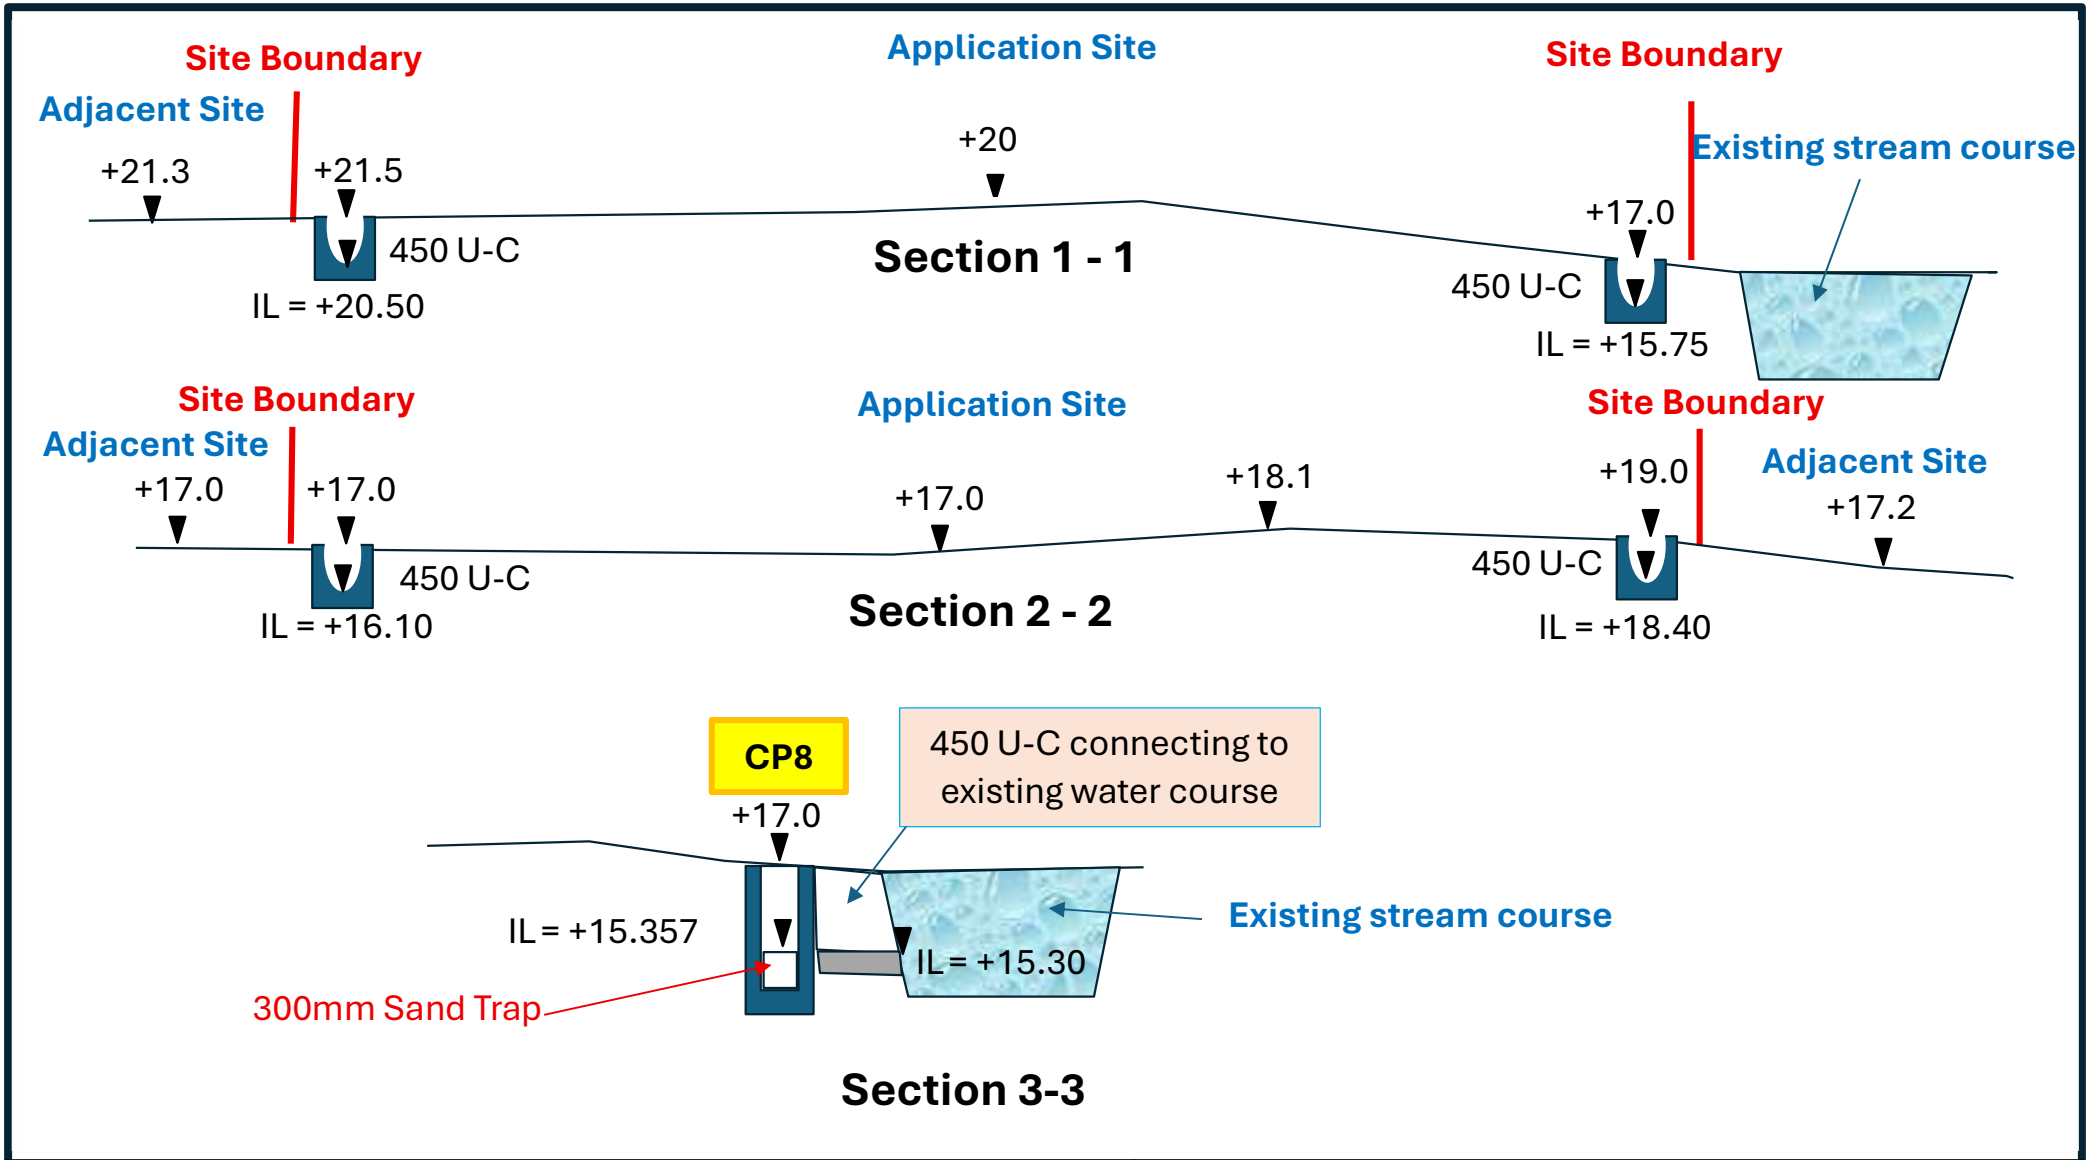 Site Boundary
Application Site
Site Boundary
Adjacent Site
+21.3
+21.5
+20
+17.0
Existing stream course
450 U-C
IL = +20.50
Section 1 - 1
450 U-C
IL = +15.75
Site Boundary
Application Site
Site Boundary
Adjacent Site
+17.0
+17.0
+17.0
+18.1
+19.0
Adjacent Site
+17.2
450 U-C
IL = +16.10
Section 2 - 2
450 U-C
IL = +18.40
CP8
+17.0
450 U-C connecting to
existing water course
IL = +15.357
IL = +15.30
Existing stream course
300mm Sand Trap
Section 3-3